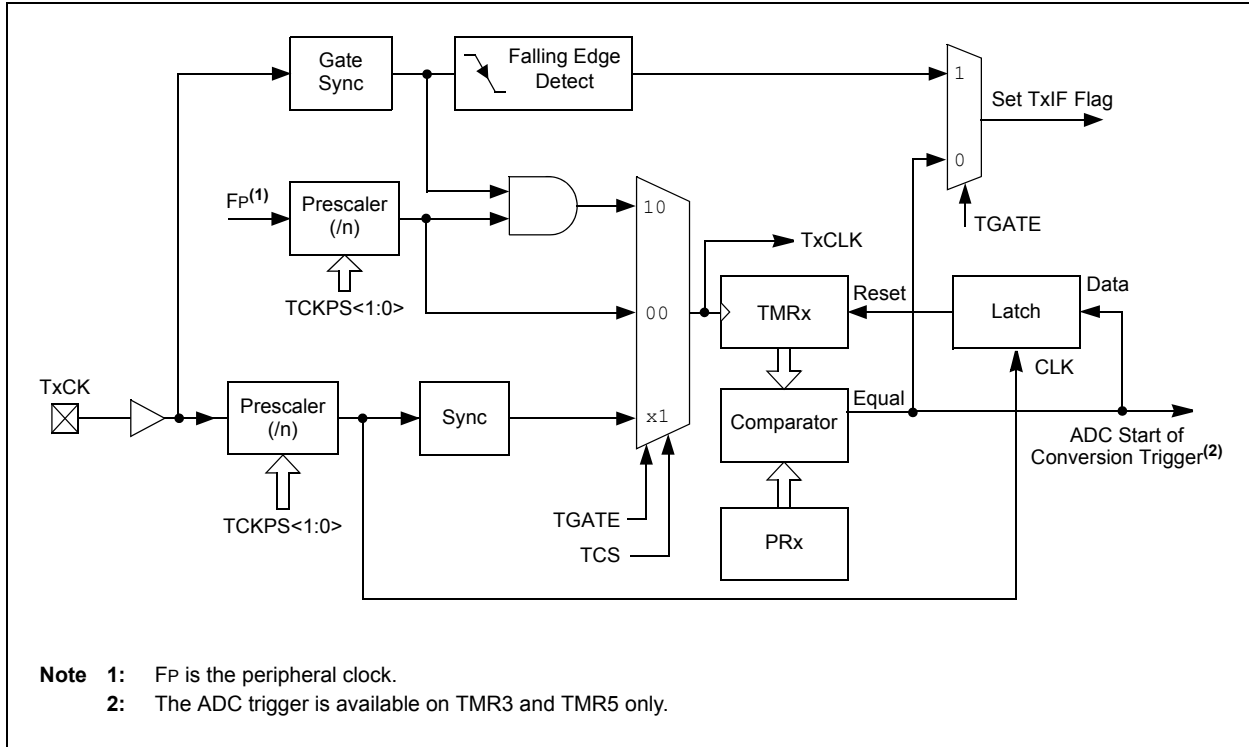 Gate
Sync
Falling Edge
Detect
1
Set TxIF Flag
0
TGATE
FP(1)
Prescaler
(/n)
TCKPS<1:0>
10
00
x1
TxCLK
TMRx
Reset
Latch
Data
CLK
TxCK
Prescaler
(/n)
TCKPS<1:0>
Sync
Comparator
Equal
ADC Start of
Conversion Trigger(2)
TGATE
TCS
PRx
Note 1: FP is the peripheral clock.
2: The ADC trigger is available on TMR3 and TMR5 only.